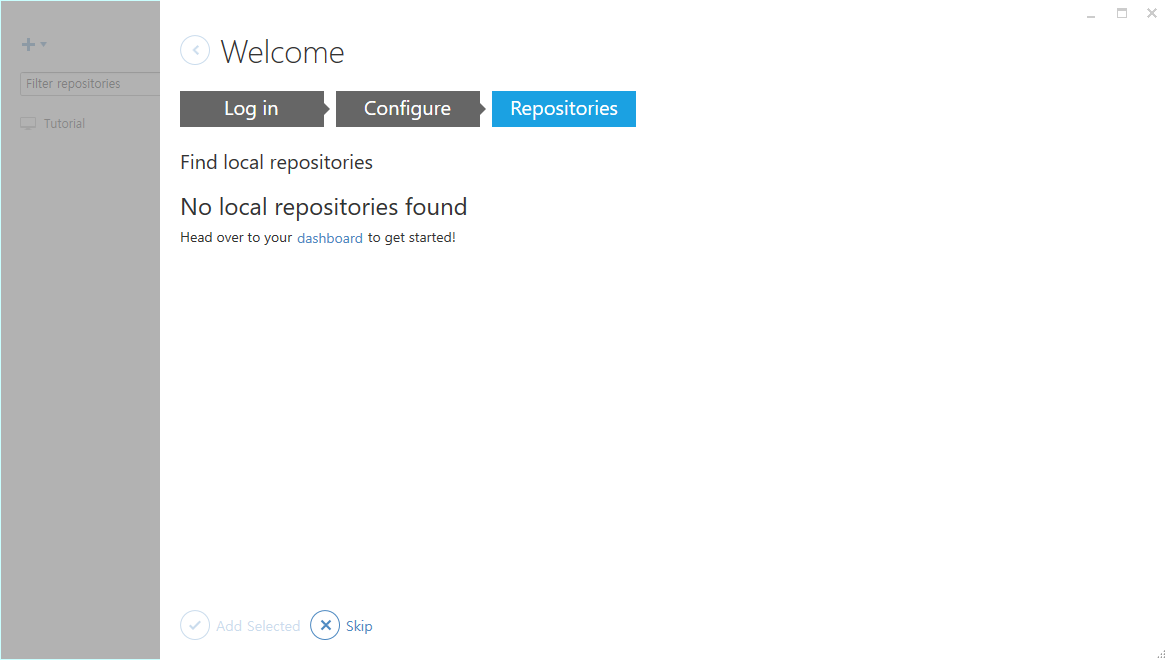 Welcome
Filter repositories
Tutorial
Log in
Configure
Repositories
Find local repositories
No local repositories found
Head over to your dashboard to get started!
Add Selected
Skip